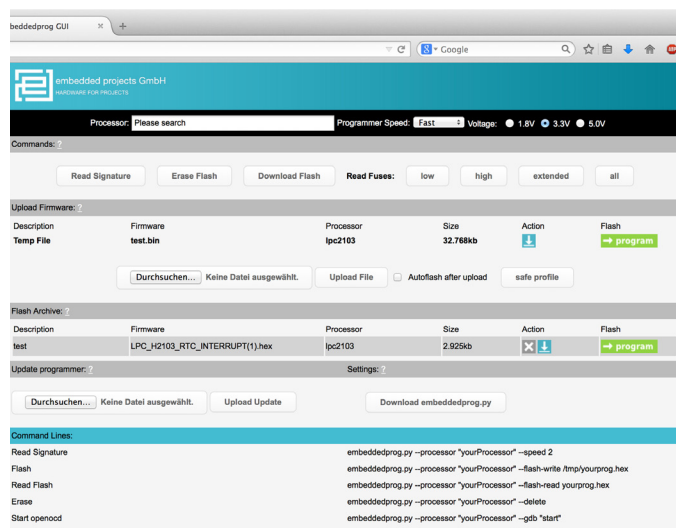 beddedprog GUI
Google
embedded projects GmbH
HARDWARE FOR PROJECTS
Processor: Please search Programmer Speed: Fast Voltage: 1.8V 3.3V 5.0V
Commands: ?
Read Signature Erase Flash Download Flash Read Fuses: low high extended all
Upload Firmware: ?
Description Firmware Processor Size Action Flash
Temp File test.bin lpc2103 32.768kb program
Durchsuchen... Keine Datei ausgewählt. Upload File Autoflash after upload safe profile
Flash Archive: ?
Description Firmware Processor Size Action Flash
test LPC_H2103_RTC_INTERRUPT(1).hex lpc2103 2.925kb program
Update programmer: ? Settings: ?
Durchsuchen... Keine Datei ausgewählt. Upload Update Download embeddedprog.py
Command Lines:
Read Signature embeddedprog.py --processor "yourProcessor" --speed 2
Flash embeddedprog.py --processor "yourProcessor" --flash-write /tmp/yourprog.hex
Read Flash embeddedprog.py --processor "yourProcessor" --flash-read yourprog.hex
Erase embeddedprog.py --processor "yourProcessor" --delete
Start openocd embeddedprog.py --processor "yourProcessor" --gdb "start"